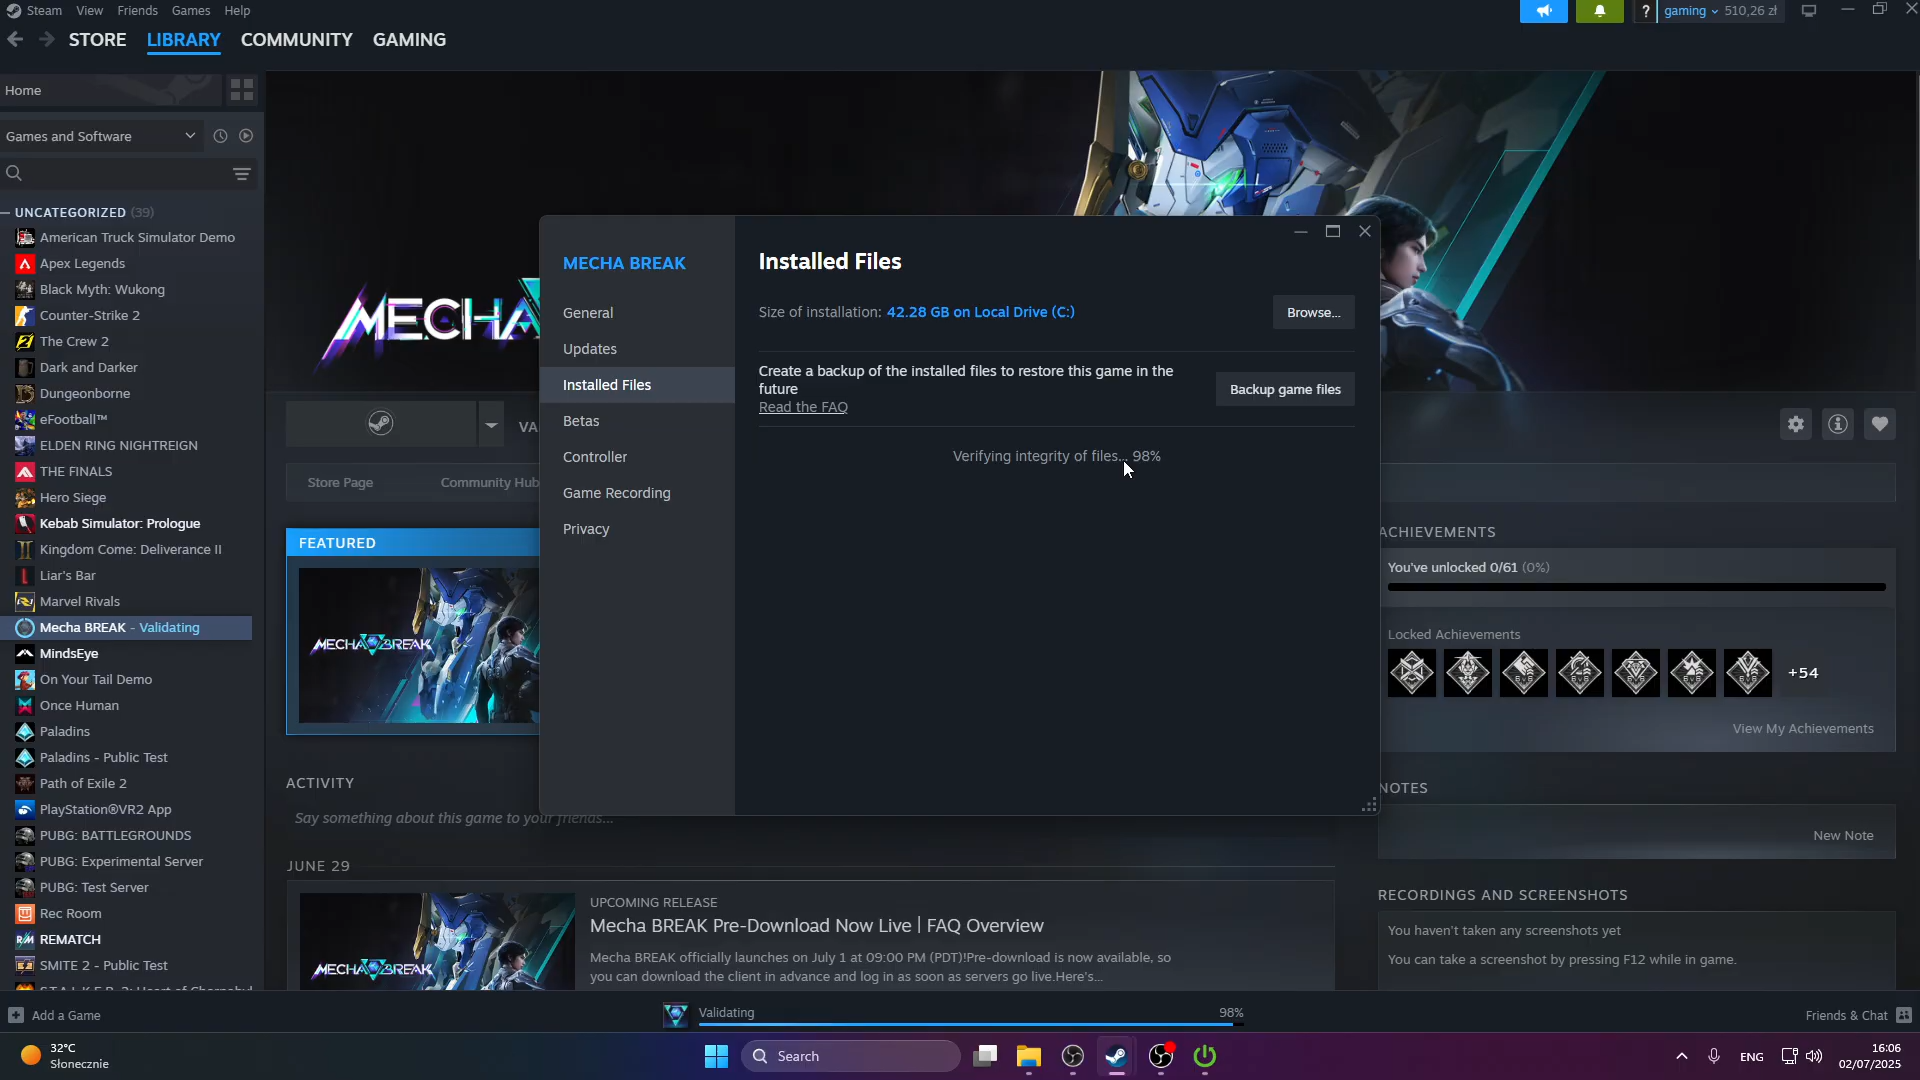 Steam View Friends Games Help
? gaming 510,26 zł
STORE LIBRARY COMMUNITY GAMING
Home
Games and Software
UNCATEGORIZED (39)
American Truck Simulator Demo
Apex Legends
Black Myth: Wukong
Counter-Strike 2
The Crew 2
Dark and Darker
Dungeonborne
eFootball™
ELDEN RING NIGHTREIGN
THE FINALS
Hero Siege
Kebab Simulator: Prologue
Kingdom Come: Deliverance II
Liar's Bar
Marvel Rivals
Mecha BREAK - Validating
MindsEye
On Your Tail Demo
Once Human
Paladins
Paladins - Public Test
Path of Exile 2
PlayStation®VR2 App
PUBG: BATTLEGROUNDS
PUBG: Experimental Server
PUBG: Test Server
Rec Room
REMATCH
SMITE 2 - Public Test
MECHA
VA
Store Page Community Hub
FEATURED
MECHA BREAK
ACTIVITY
Say something about this game to your friends...
JUNE 29
MECHA BREAK
UPCOMING RELEASE
Mecha BREAK Pre-Download Now Live | FAQ Overview
Mecha BREAK officially launches on July 1 at 09:00 PM (PDT)!Pre-download is now available, so
you can download the client in advance and log in as soon as servers go live.Here's...
MECHA BREAK
General
Updates
Installed Files
Betas
Controller
Game Recording
Privacy
Installed Files
Size of installation: 42.28 GB on Local Drive (C:)
Browse...
Create a backup of the installed files to restore this game in the
future
Read the FAQ
Backup game files
Verifying integrity of files... 98%
ACHIEVEMENTS
You've unlocked 0/61 (0%)
Locked Achievements
+54
View My Achievements
NOTES
New Note
RECORDINGS AND SCREENSHOTS
You haven't taken any screenshots yet
You can take a screenshot by pressing F12 while in game.
Add a Game
Validating 98%
Friends & Chat
32°C
Słonecznie
Search
ENG
16:06
02/07/2025